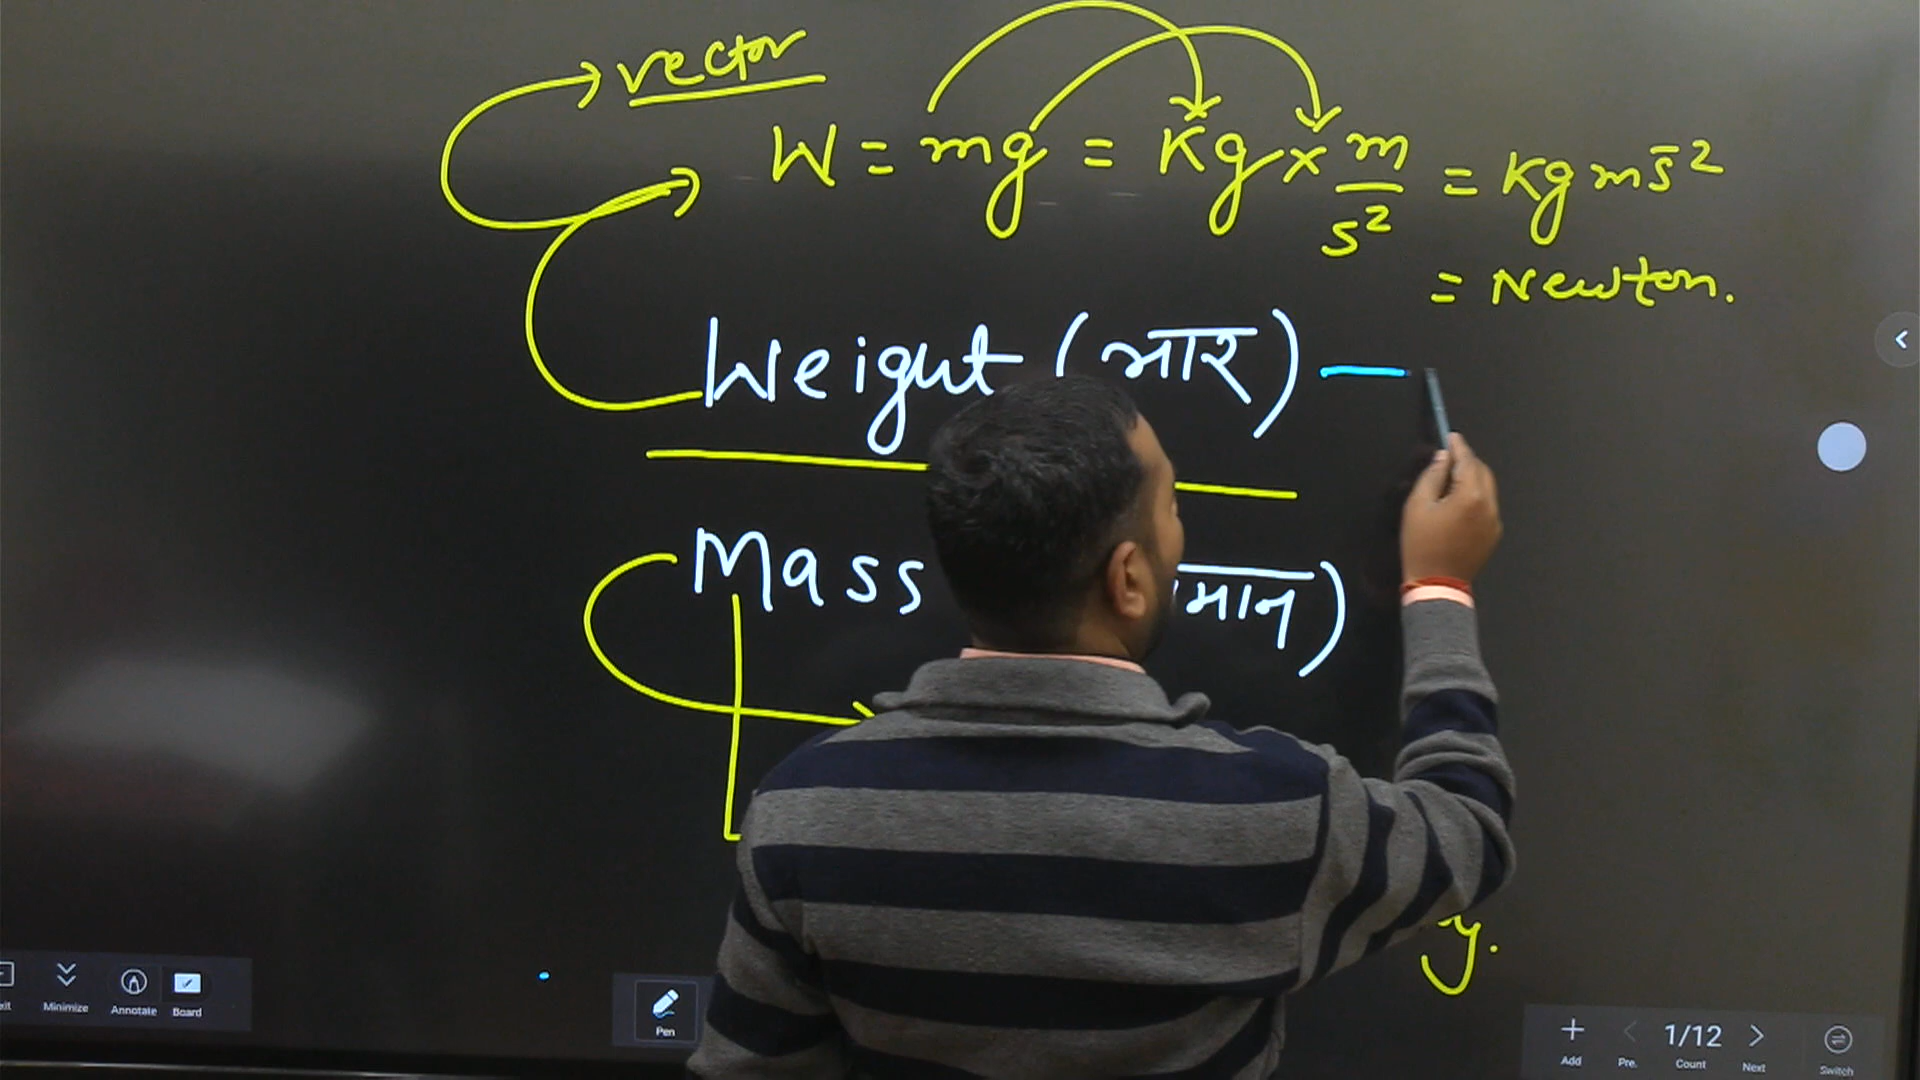 vector
W = mg = Kg × m/s² = Kg m s̄²
= Newton.
Weight (भार) —
Mass मान)
y.
Minimize
Annotate
Board
Pen
Add
Pre.
1/12
Count
Next
Switch